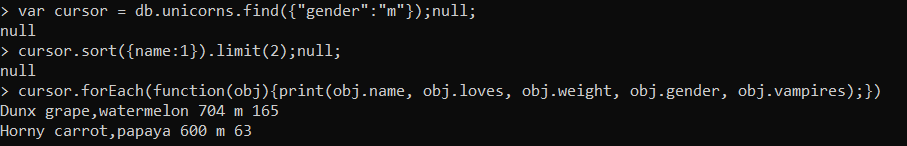 > var cursor = db.unicorns.find({"gender":"m"});null;
null
> cursor.sort({name:1}).limit(2);null;
null
> cursor.forEach(function(obj){print(obj.name, obj.loves, obj.weight, obj.gender, obj.vampires);})
Dunx grape,watermelon 704 m 165
Horny carrot,papaya 600 m 63